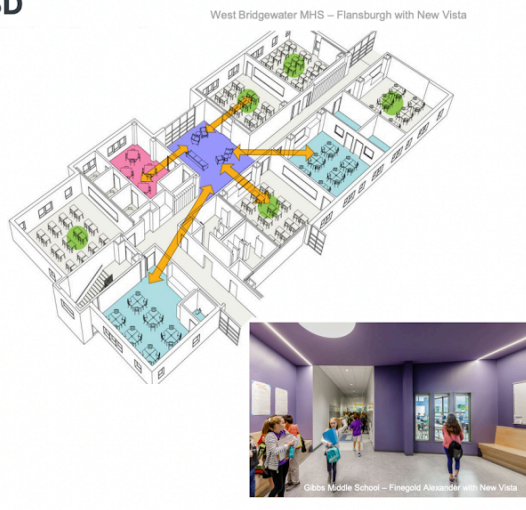 West Bridgewater MHS – Flansburgh with New Vista
Gibbs Middle School – Finegold Alexander with New Vista